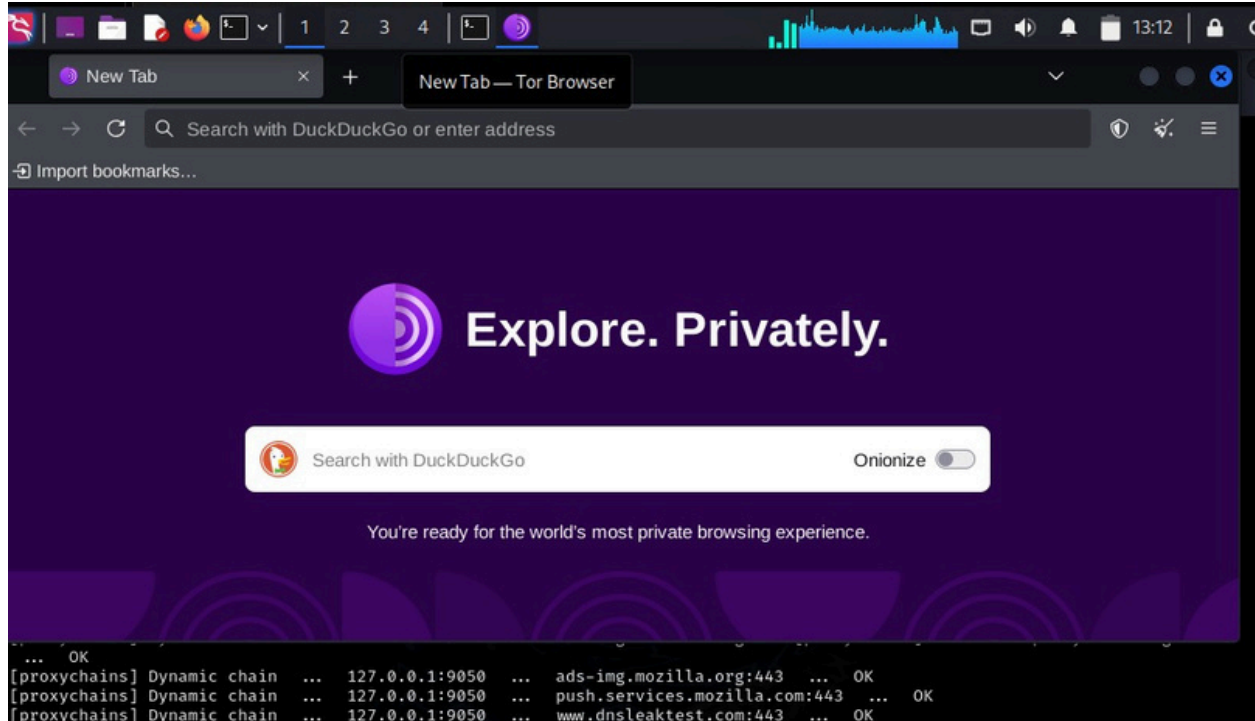 1 2 3 4 13:12
New Tab
New Tab — Tor Browser
Search with DuckDuckGo or enter address
Import bookmarks...
Explore. Privately.
Search with DuckDuckGo Onionize
You're ready for the world's most private browsing experience.
... OK
[proxychains] Dynamic chain ... 127.0.0.1:9050 ... ads-img.mozilla.org:443 ... OK
[proxychains] Dynamic chain ... 127.0.0.1:9050 ... push.services.mozilla.com:443 ... OK
[proxychains] Dynamic chain ... 127.0.0.1:9050 ... www.dnsleaktest.com:443 ... OK